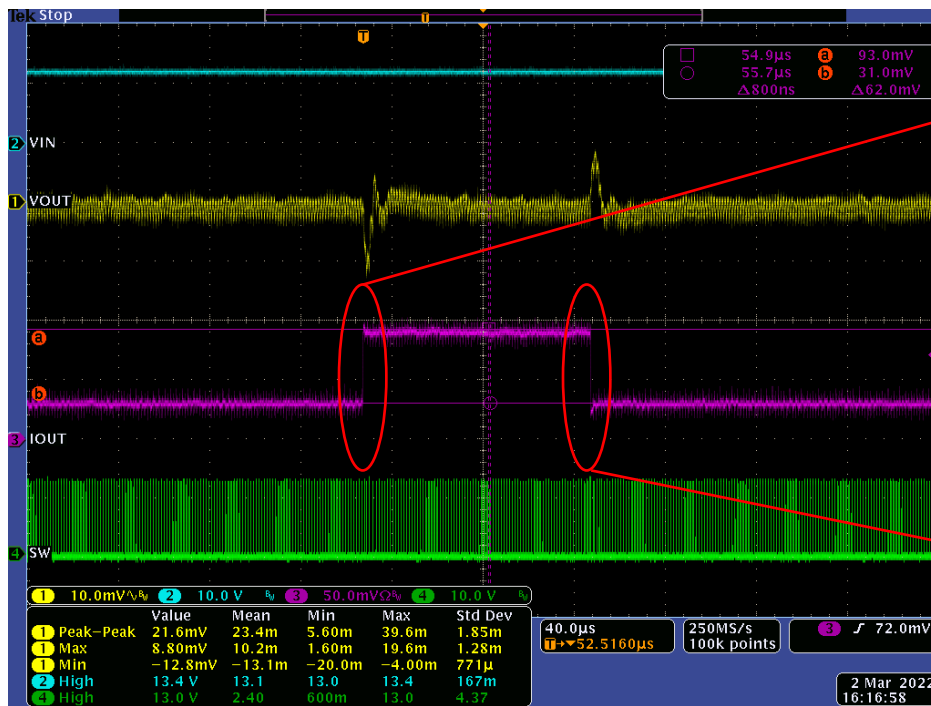 Tek Stop
T
T
54.9µs a 93.0mV
55.7µs b 31.0mV
Δ800ns Δ62.0mV
2 VIN
1 VOUT
a
b
3 IOUT
4 SW
1 10.0mV∿BW 2 10.0 V BW 3 50.0mVΩBW 4 10.0 V BW
Value Mean Min Max Std Dev
1 Peak-Peak 21.6mV 23.4m 5.60m 39.6m 1.85m
1 Max 8.80mV 10.2m 1.60m 19.6m 1.28m
1 Min -12.8mV -13.1m -20.0m -4.00m 771µ
2 High 13.4 V 13.1 13.0 13.4 167m
4 High 13.0 V 2.40 600m 13.0 4.37
40.0µs
T→▼52.5160µs
250MS/s
100k points
3 ʃ 72.0mV
2 Mar 2022
16:16:58